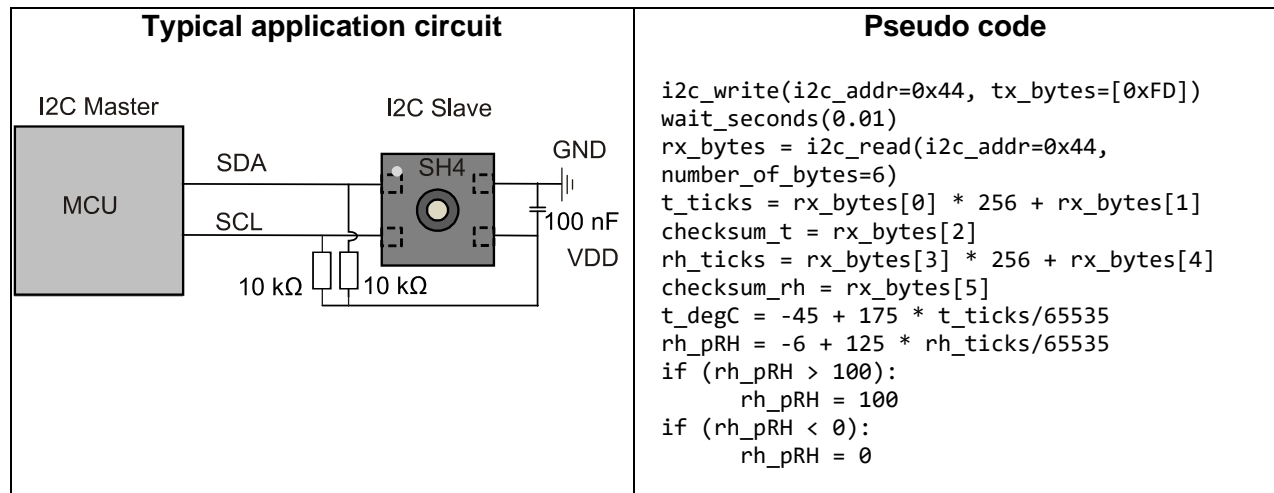 Typical application circuit
I2C Master
I2C Slave
SDA
SH4
GND
MCU
SCL
100 nF
VDD
10 kΩ
10 kΩ
Pseudo code
i2c_write(i2c_addr=0x44, tx_bytes=[0xFD])
wait_seconds(0.01)
rx_bytes = i2c_read(i2c_addr=0x44,
number_of_bytes=6)
t_ticks = rx_bytes[0] * 256 + rx_bytes[1]
checksum_t = rx_bytes[2]
rh_ticks = rx_bytes[3] * 256 + rx_bytes[4]
checksum_rh = rx_bytes[5]
t_degC = -45 + 175 * t_ticks/65535
rh_pRH = -6 + 125 * rh_ticks/65535
if (rh_pRH > 100):
      rh_pRH = 100
if (rh_pRH < 0):
      rh_pRH = 0